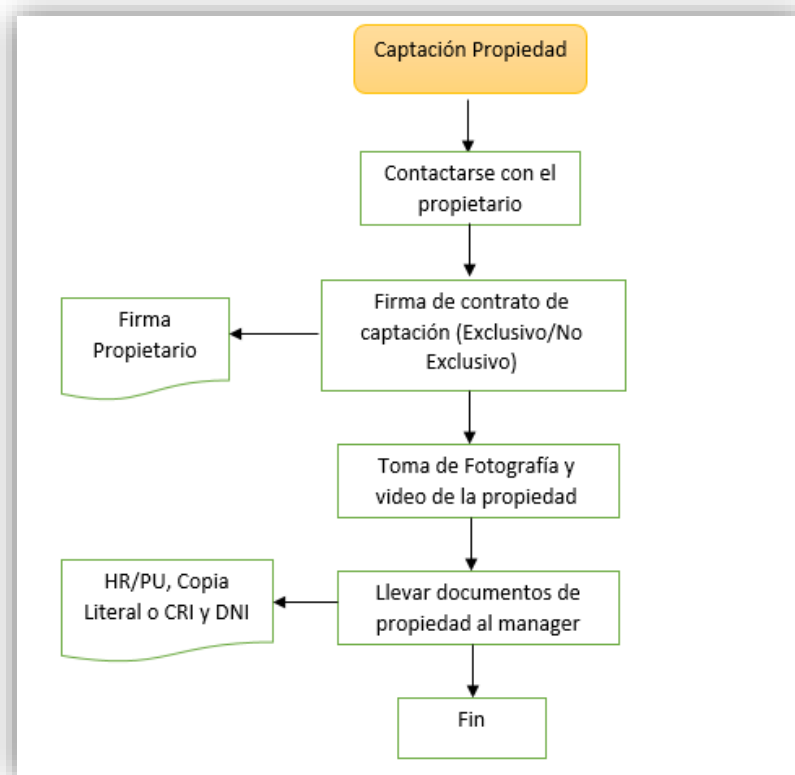 Captación Propiedad
Contactarse con el
propietario
Firma de contrato de
captación (Exclusivo/No
Exclusivo)
Firma
Propietario
Toma de Fotografía y
video de la propiedad
Llevar documentos de
propiedad al manager
HR/PU, Copia
Literal o CRI y DNI
Fin